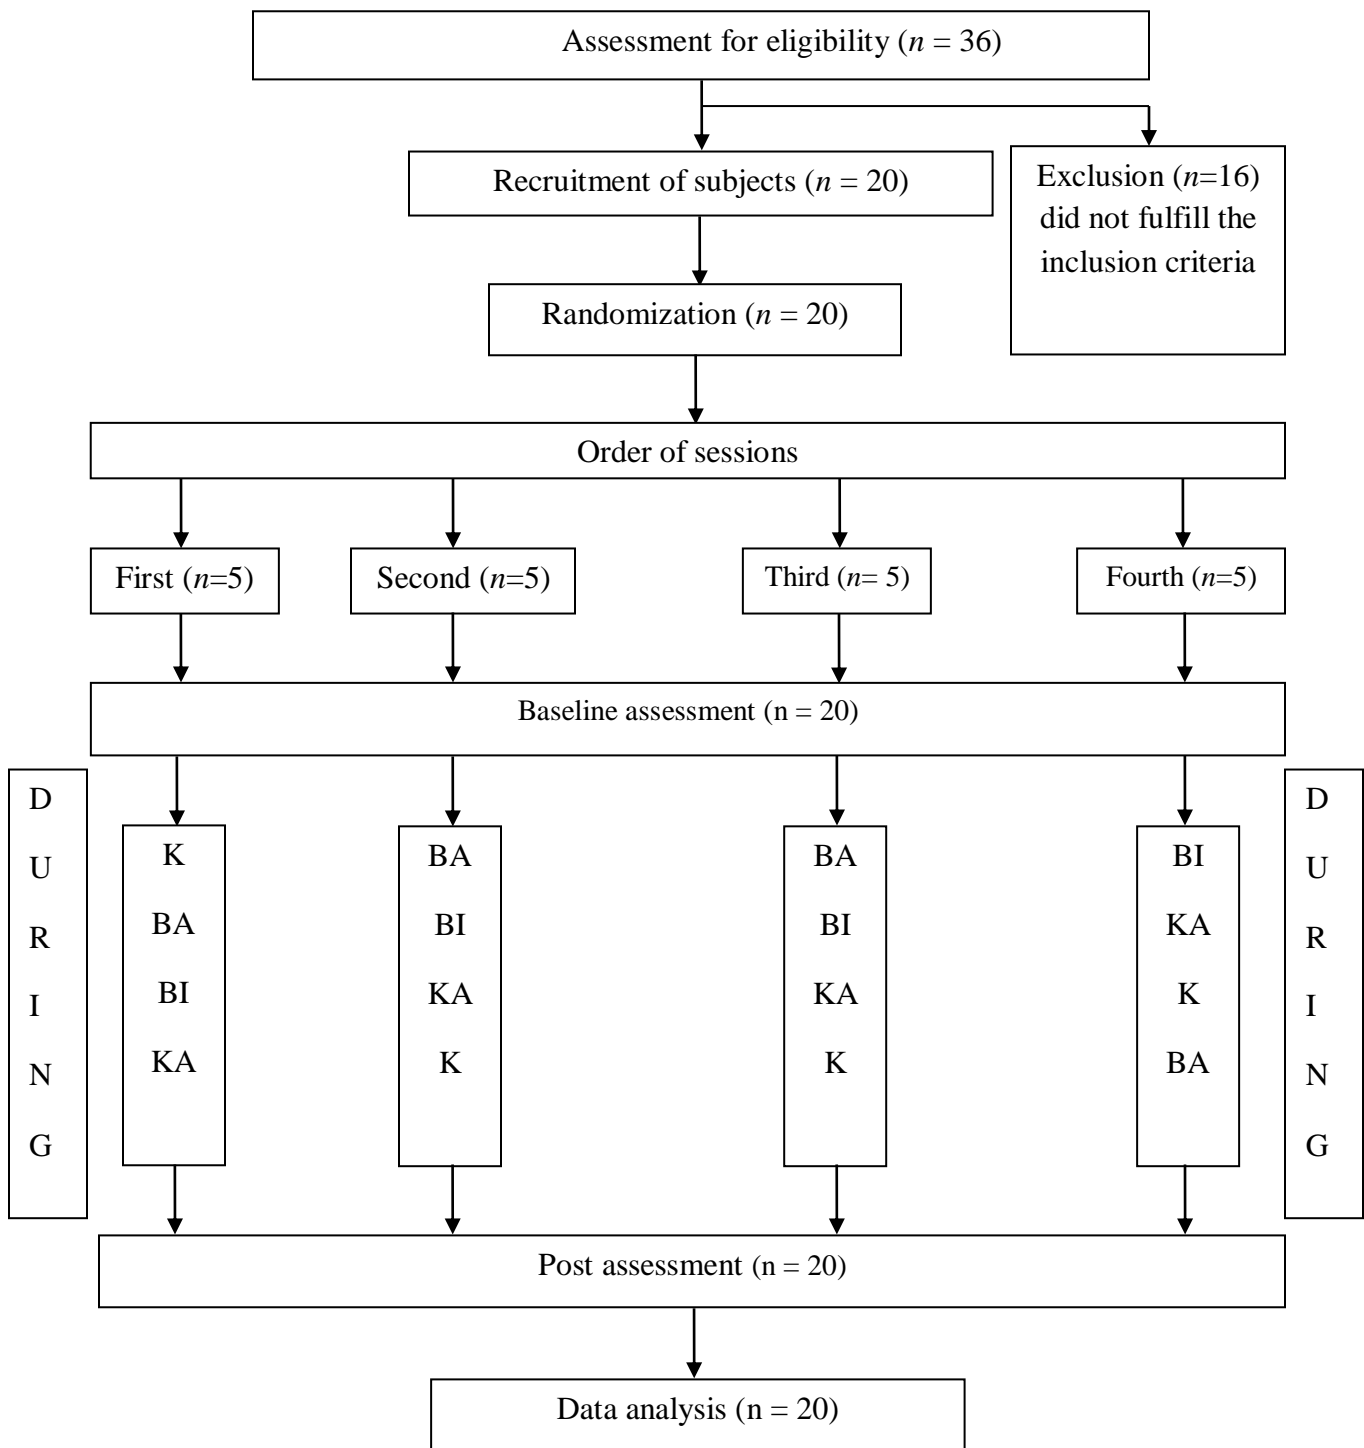 Assessment for eligibility (n = 36)
Recruitment of subjects (n = 20)
Exclusion (n=16)
did not fulfill the
inclusion criteria
Randomization (n = 20)
Order of sessions
First (n=5)
Second (n=5)
Third (n= 5)
Fourth (n=5)
Baseline assessment (n = 20)
D
U
R
I
N
G
K
BA
BI
KA
BA
BI
KA
K
BA
BI
KA
K
BI
KA
K
BA
D
U
R
I
N
G
Post assessment (n = 20)
Data analysis (n = 20)